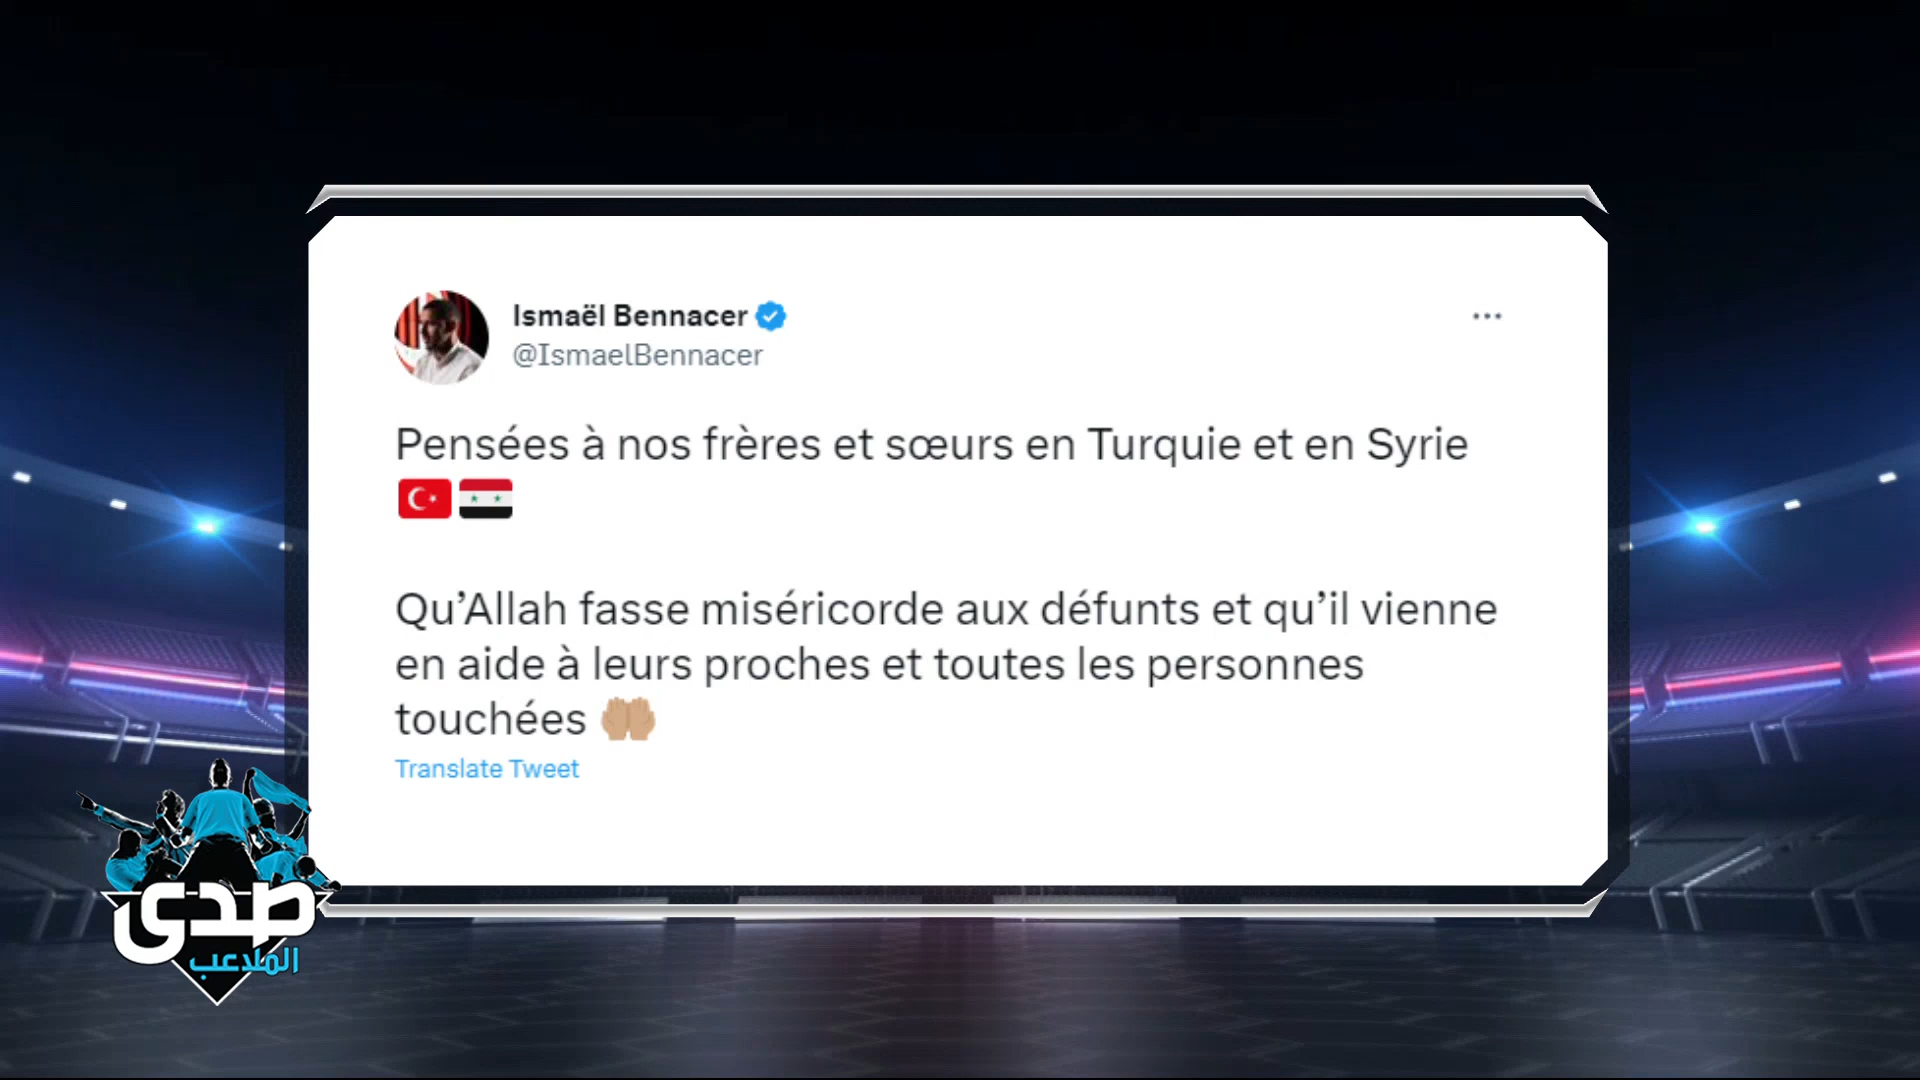 Ismaël Bennacer
@IsmaelBennacer
Pensées à nos frères et sœurs en Turquie et en Syrie
🇹🇷 🇸🇾
Qu’Allah fasse miséricorde aux défunts et qu’il vienne
en aide à leurs proches et toutes les personnes
touchées 🤲🏽
Translate Tweet
صدى
الملاعب